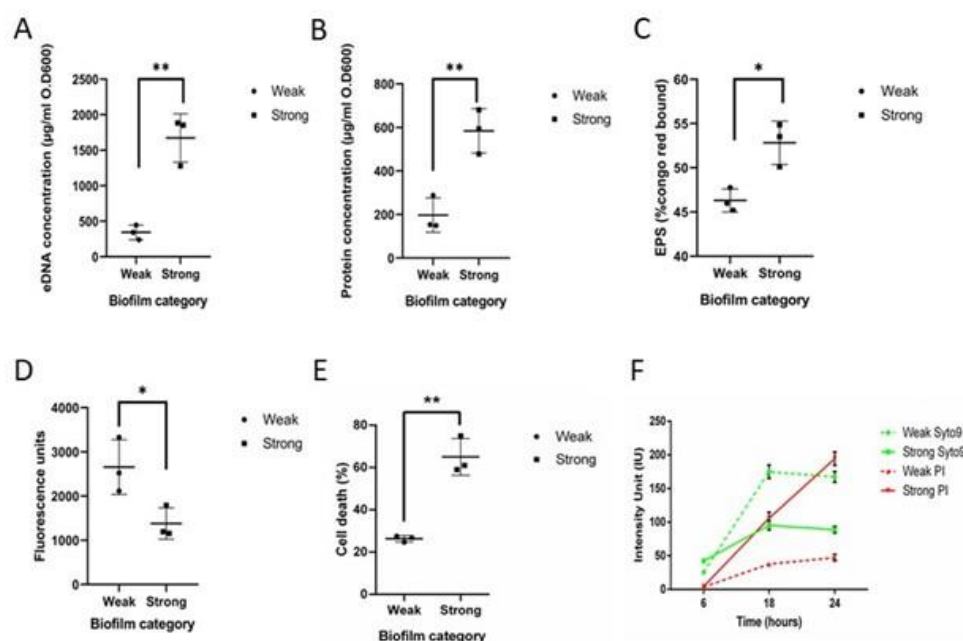 A
eDNA concentration (µg/ml O.D600)
2500
2000
1500
1000
500
0
**
Weak
Strong
Biofilm category
Weak
Strong
B
Protein concentration (µg/ml O.D600)
800
600
400
200
0
**
Weak
Strong
Biofilm category
Weak
Strong
C
EPS (%congo red bound)
60
55
50
45
40
*
Weak
Strong
Biofilm category
Weak
Strong
D
Fluorescence units
4000
3000
2000
1000
0
*
Weak
Strong
Biofilm category
Weak
Strong
E
Cell death (%)
80
60
40
20
0
**
Weak
Strong
Biofilm category
Weak
Strong
F
Intensity Unit (IU)
250
200
150
100
50
0
6
18
24
Time (hours)
Weak Syto9
Strong Syto9
Weak PI
Strong PI